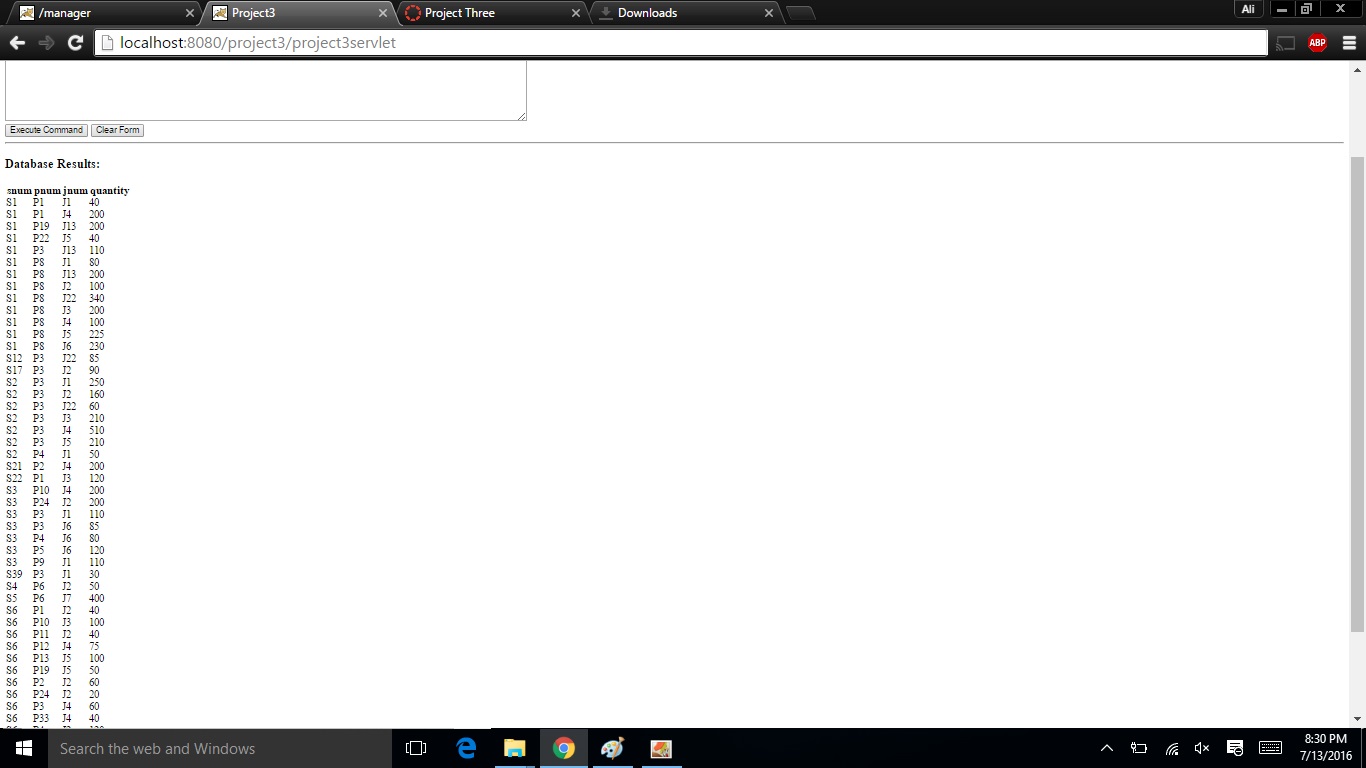 /manager Project3 Project Three Downloads Ali
localhost:8080/project3/project3servlet ABP
Execute Command Clear Form
Database Results:
snum pnum jnum quantity
S1 P1 J1 40
S1 P1 J4 200
S1 P19 J13 200
S1 P22 J5 40
S1 P3 J13 110
S1 P8 J1 80
S1 P8 J13 200
S1 P8 J2 100
S1 P8 J22 340
S1 P8 J3 200
S1 P8 J4 100
S1 P8 J5 225
S1 P8 J6 230
S12 P3 J22 85
S17 P3 J2 90
S2 P3 J1 250
S2 P3 J2 160
S2 P3 J22 60
S2 P3 J3 210
S2 P3 J4 510
S2 P3 J5 210
S2 P4 J1 50
S21 P2 J4 200
S22 P1 J3 120
S3 P10 J4 200
S3 P24 J2 200
S3 P3 J1 110
S3 P3 J6 85
S3 P4 J6 80
S3 P5 J6 120
S3 P9 J1 110
S39 P3 J1 30
S4 P6 J2 50
S5 P6 J7 400
S6 P1 J2 40
S6 P10 J3 100
S6 P11 J2 40
S6 P12 J4 75
S6 P13 J5 100
S6 P19 J5 50
S6 P2 J2 60
S6 P24 J2 20
S6 P3 J4 60
S6 P33 J4 40
Search the web and Windows
8:30 PM
7/13/2016